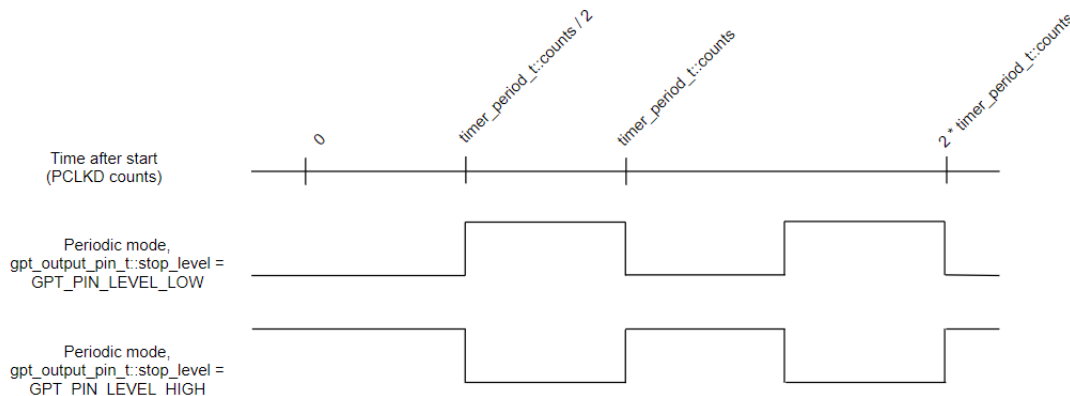 timer_period_t::counts / 2
timer_period_t::counts
2 * timer_period_t::counts
0
Time after start
(PCLKD counts)
Periodic mode,
gpt_output_pin_t::stop_level =
GPT_PIN_LEVEL_LOW
Periodic mode,
gpt_output_pin_t::stop_level =
GPT_PIN_LEVEL_HIGH